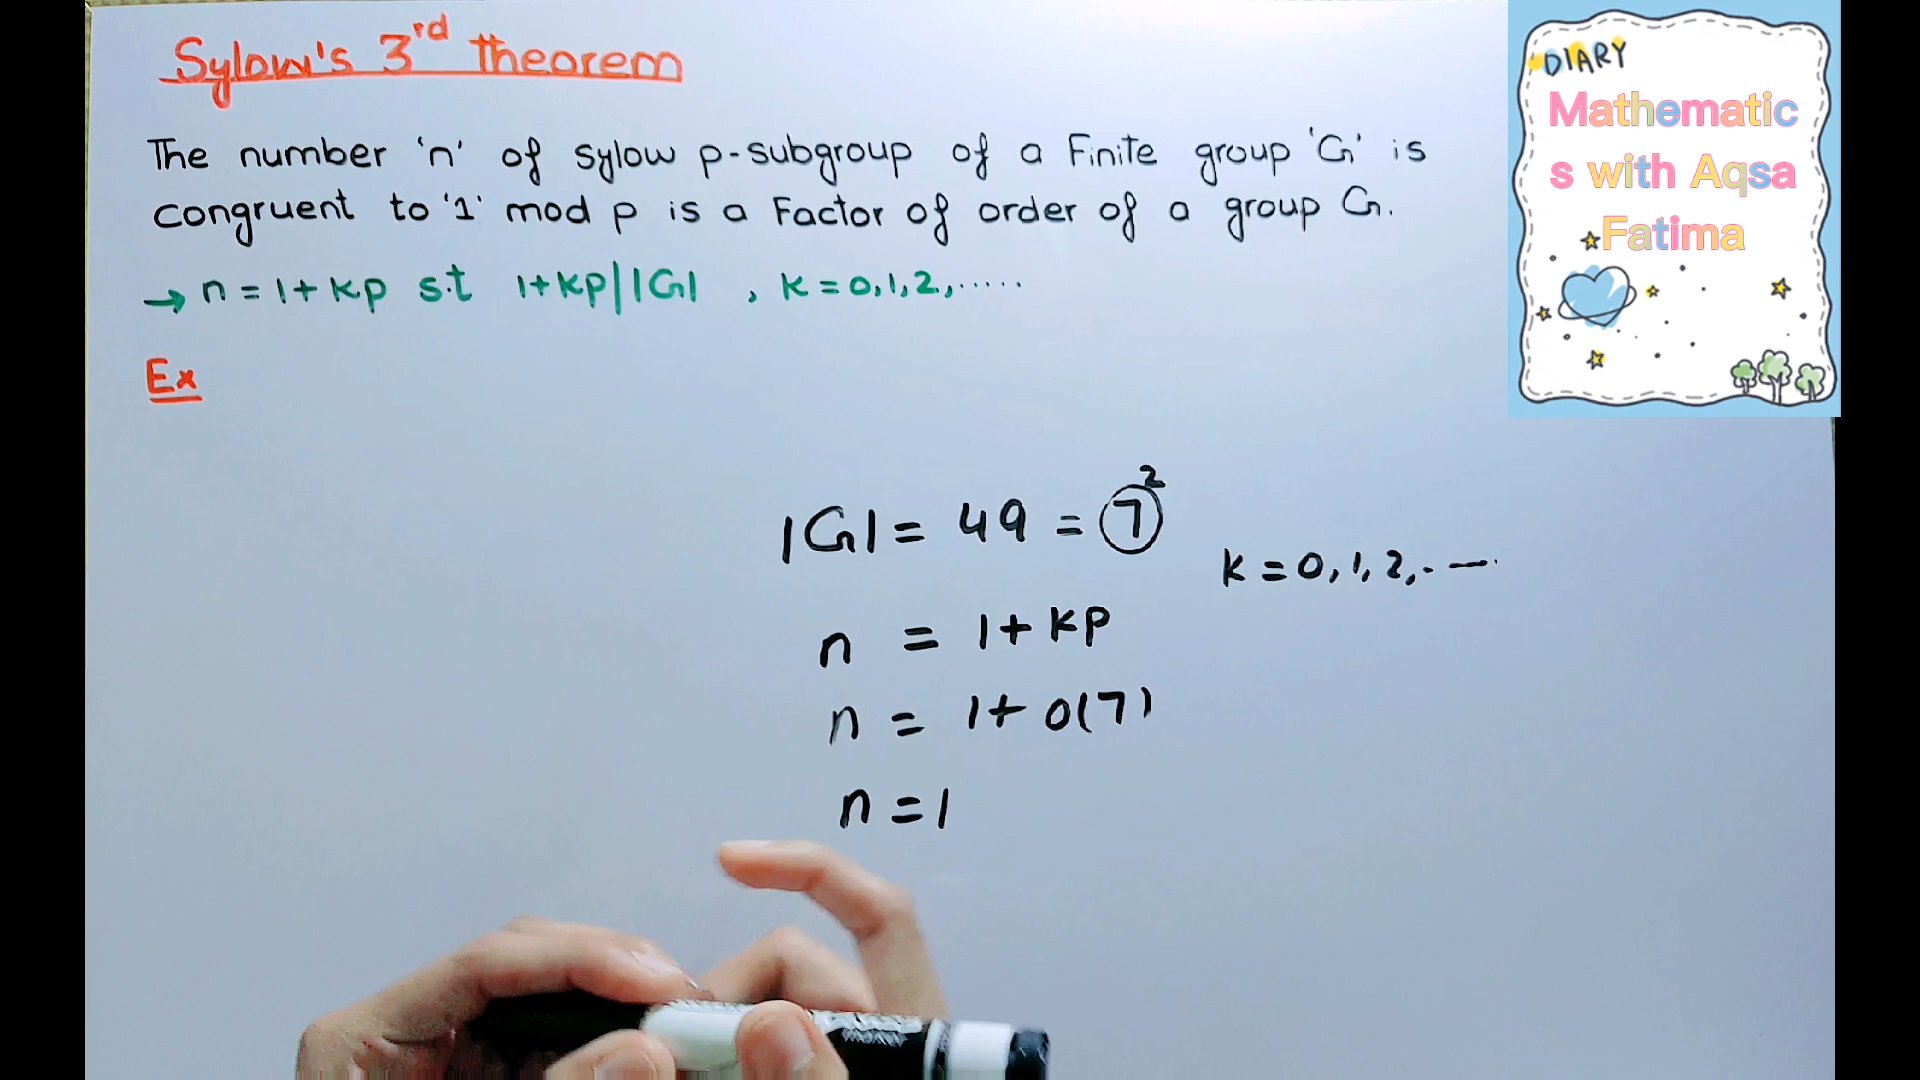 Sylow's 3rd theorem
The number 'n' of sylow p-subgroup of a Finite group 'G' is
congruent to '1' mod p is a Factor of order of a group G.
→ n = 1+kp s.t 1+kp||G| , k = 0,1,2,.....
Ex
|G| = 49 = 7²
k = 0,1,2,.—.
n = 1+kp
n = 1+0(7)
n = 1
DIARY
Mathematic
s with Aqsa
Fatima